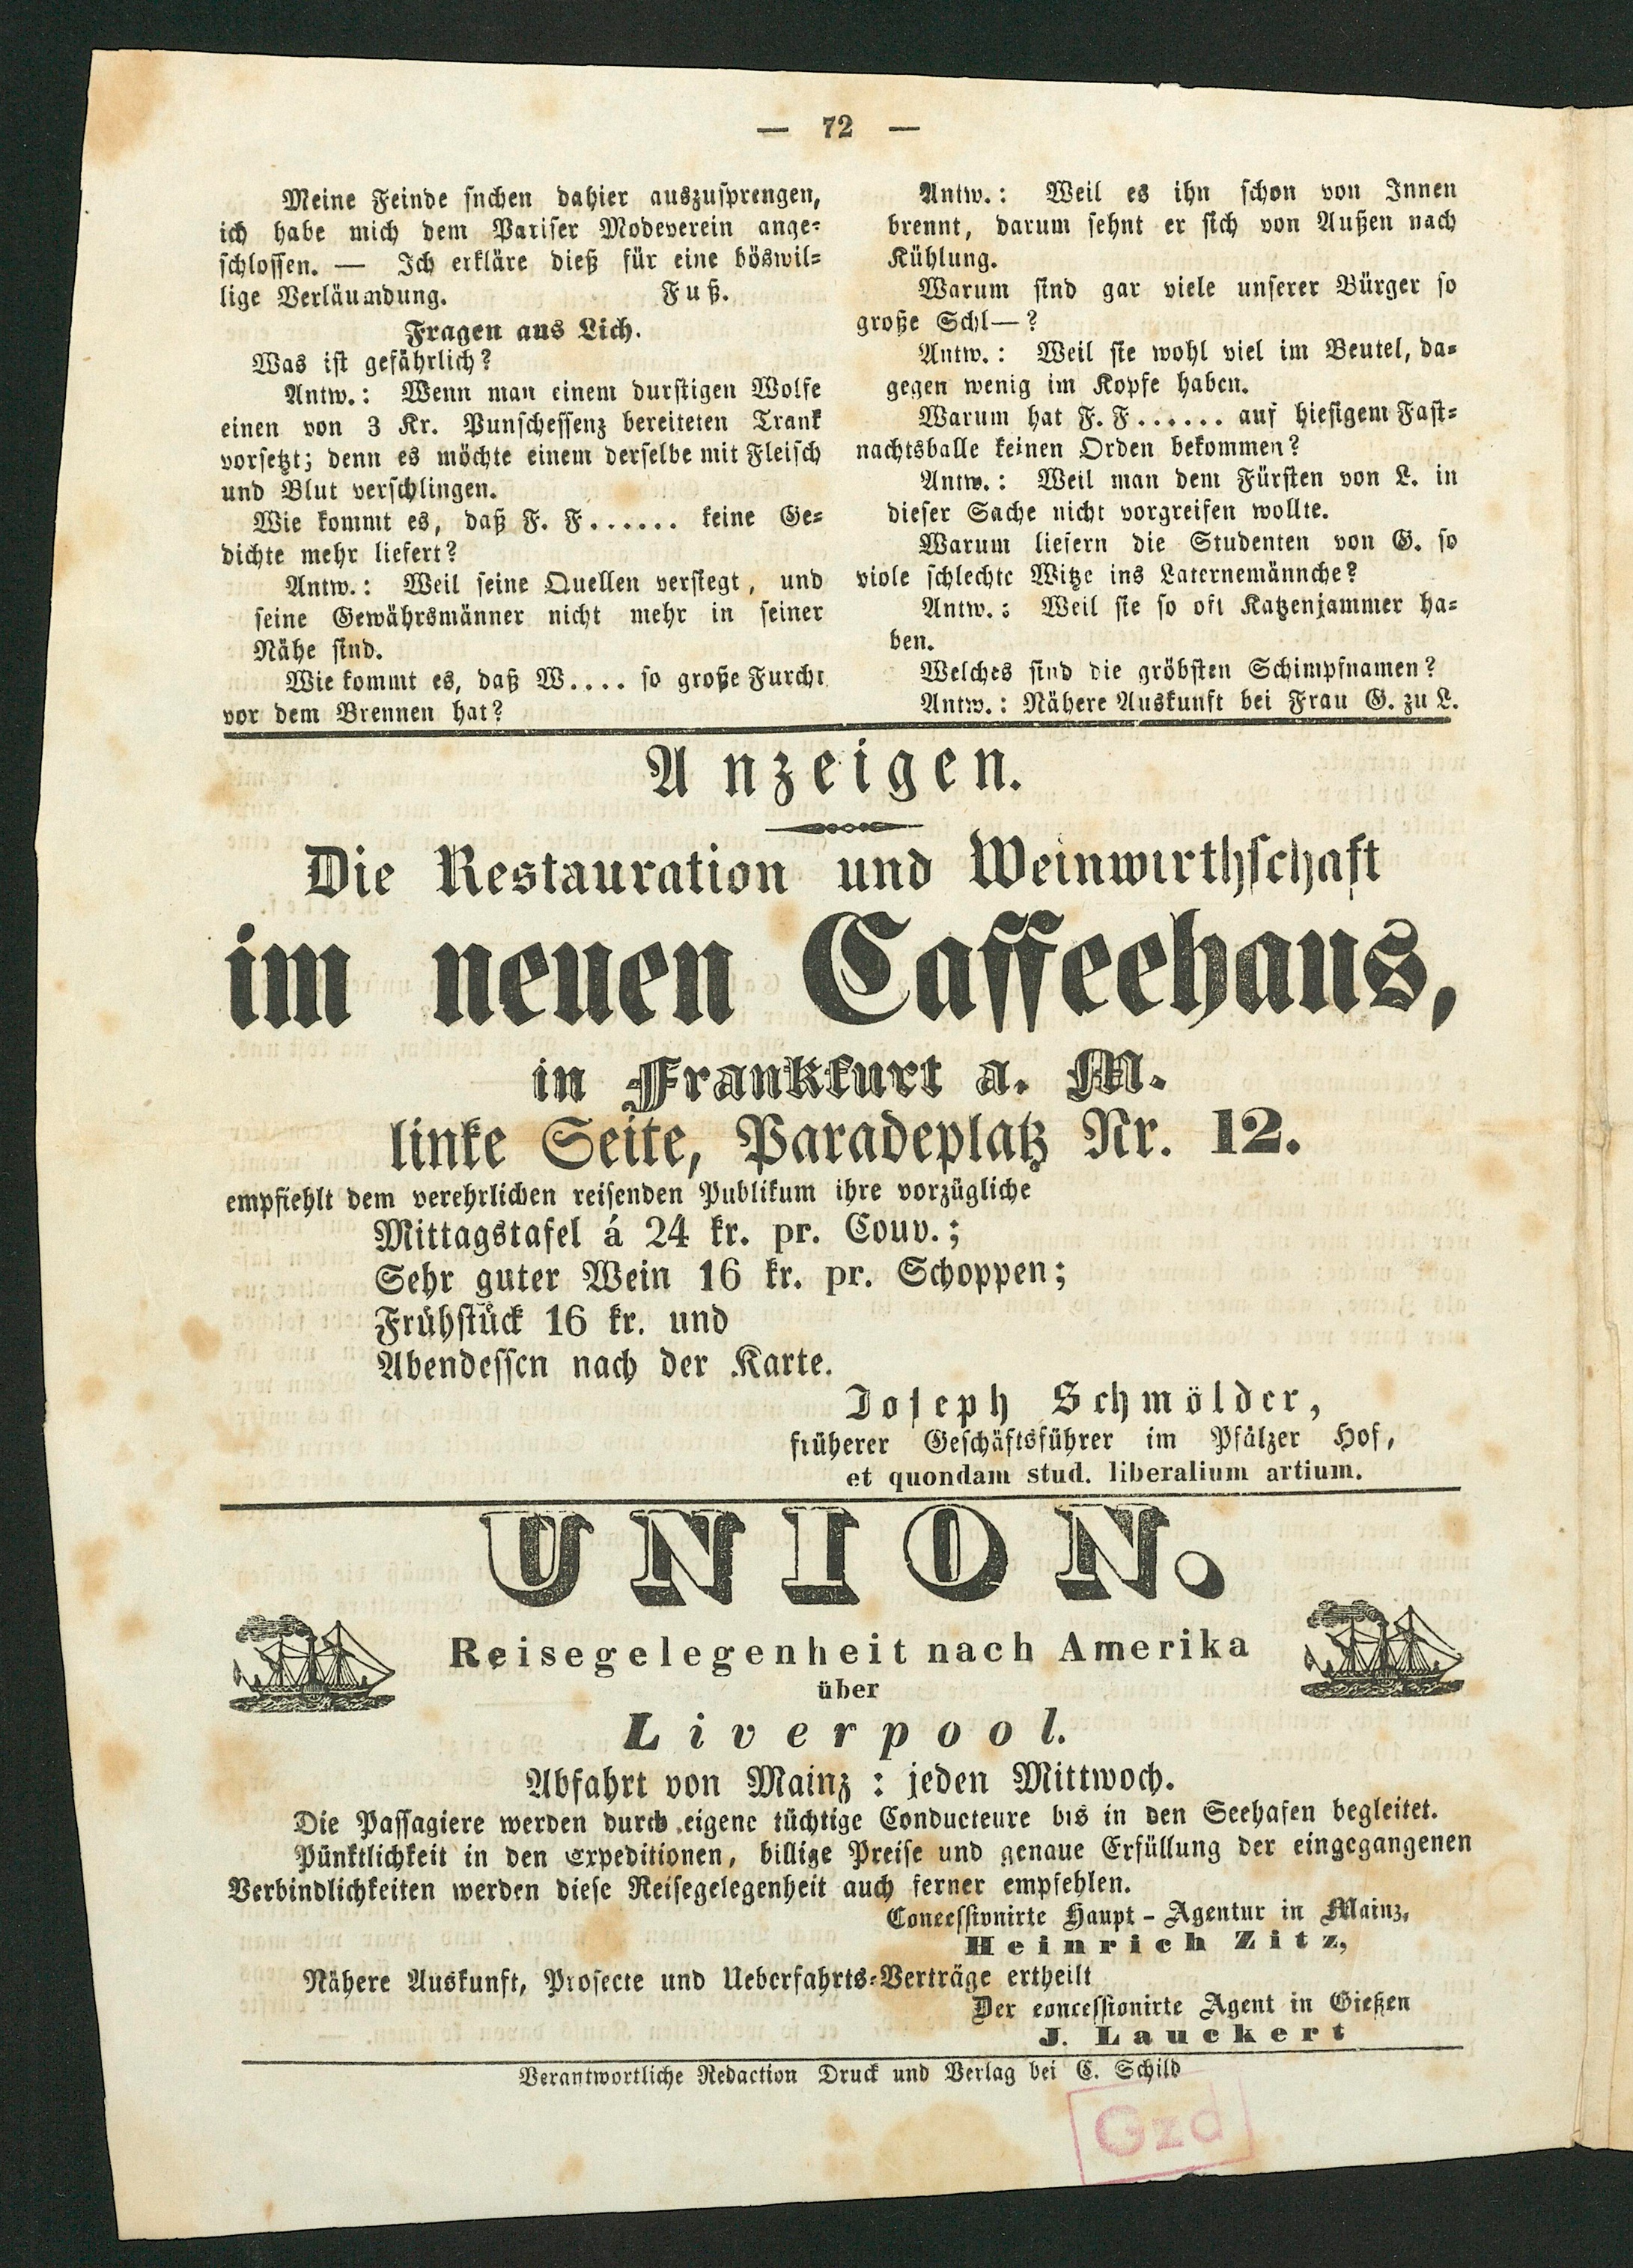 — 72 —
Meine Feinde snchen dahier auszusprengen,
ich habe mich dem Pariser Modeverein ange-
schlossen. — Ich erkläre dieß für eine böswil-
lige Verläumdung. Fuß.
Fragen aus Lich.
Was ist gefährlich?
Antw.: Wenn man einem durstigen Wolfe
einen von 3 Kr. Punschessenz bereiteten Trank
vorsetzt; denn es möchte einem derselbe mit Fleisch
und Blut verschlingen.
Wie kommt es, daß F. F...... keine Ge-
dichte mehr liefert?
Antw.: Weil seine Quellen versiegt, und
seine Gewährsmänner nicht mehr in seiner
Nähe sind.
Wie kommt es, daß W.... so große Furcht
vor dem Brennen hat?
Antw.: Weil es ihn schon von Innen
brennt, darum sehnt er sich von Außen nach
Kühlung.
Warum sind gar viele unserer Bürger so
große Schl—?
Antw.: Weil sie wohl viel im Beutel, da-
gegen wenig im Kopfe haben.
Warum hat F. F...... auf hiesigem Fast-
nachtsballe keinen Orden bekommen?
Antw.: Weil man dem Fürsten von L. in
dieser Sache nicht vorgreifen wollte.
Warum liefern die Studenten von G. so
viole schlechte Witze ins Laternemännche?
Antw.: Weil sie so oft Katzenjammer ha-
ben.
Welches sind die gröbsten Schimpfnamen?
Antw.: Nähere Auskunft bei Frau G. zu L.
Anzeigen.
Die Restauration und Weinwirthschaft
im neuen Caffeehaus,
in Frankfurt a. M.
linke Seite, Paradeplatz Nr. 12.
empfiehlt dem verehrlichen reisenden Publikum ihre vorzügliche
Mittagstafel á 24 kr. pr. Couv.;
Sehr guter Wein 16 kr. pr. Schoppen;
Frühstück 16 kr. und
Abendessen nach der Karte.
Joseph Schmölder,
früherer Geschäftsführer im Pfälzer Hof,
et quondam stud. liberalium artium.
UNION.
Reisegelegenheit nach Amerika
über
Liverpool.
Abfahrt von Mainz : jeden Mittwoch.
Die Passagiere werden durch eigene tüchtige Conducteure bis in den Seehafen begleitet.
Pünktlichkeit in den Expeditionen, billige Preise und genaue Erfüllung der eingegangenen
Verbindlichkeiten werden diese Reisegelegenheit auch ferner empfehlen.
Concessionirte Haupt-Agentur in Mainz,
Heinrich Zitz,
Nähere Auskunft, Prosecte und Ueberfahrts-Verträge ertheilt
Der concessionirte Agent in Gießen
J. Lauckert
Verantwortliche Redaction Druck und Verlag bei C. Schild
Gzd